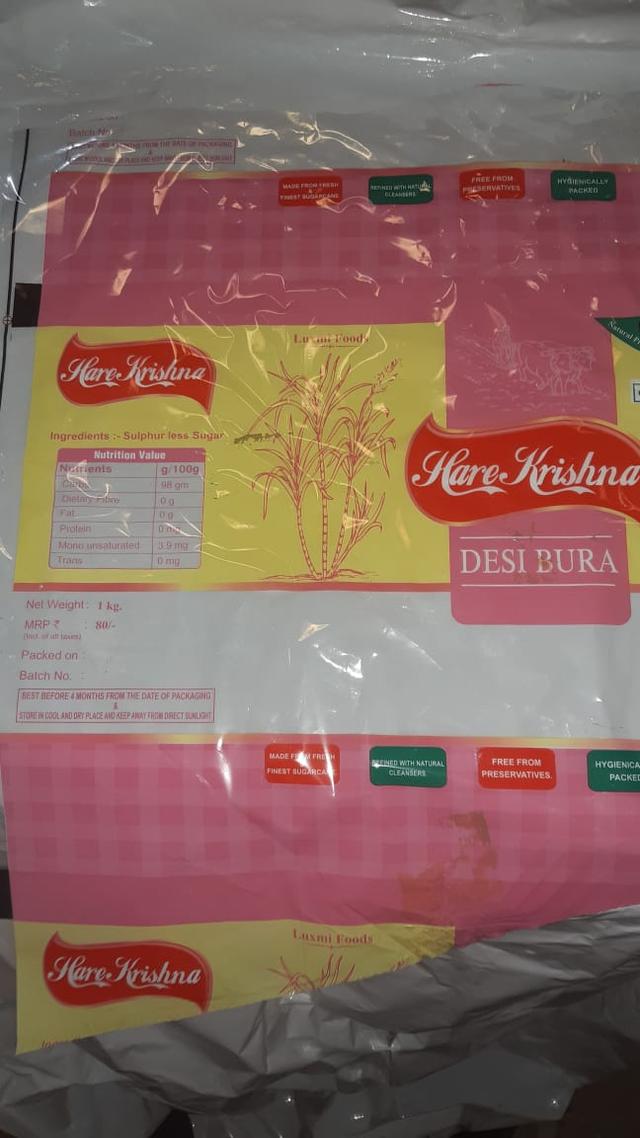 Batch No
MONTHS FROM THE DATE OF PACKAGING
&
MADE FROM FRESH
&
FINEST SUGARCANE
REFINED WITH NATURAL
CLEANSERS
FREE FROM
PRESERVATIVES
HYGIENICALLY
PACKED
Natural
Luxmi Foods
Hare Krishna
Ingredients :- Sulphur less Sugar
Nutrition Value
Nutrients g/100g
Carbs 98 gm
Dietary Fibre 0 g
Fat 0 g
Protein 0 mg
Mono unsaturated 3.9 mg
Trans 0 mg
Hare Krishna
DESI BURA
Net Weight : 1 kg.
MRP ₹ : 80/-
(Incl. of all taxes)
Packed on :
Batch No. :
BEST BEFORE 4 MONTHS FROM THE DATE OF PACKAGING
&
STORE IN COOL AND DRY PLACE AND KEEP AWAY FROM DIRECT SUNLIGHT
MADE FROM FRESH
FINEST SUGARCANE
REFINED WITH NATURAL
CLEANSERS
FREE FROM
PRESERVATIVES.
HYGIENICA
PACKED
Luxmi Foods
Hare Krishna